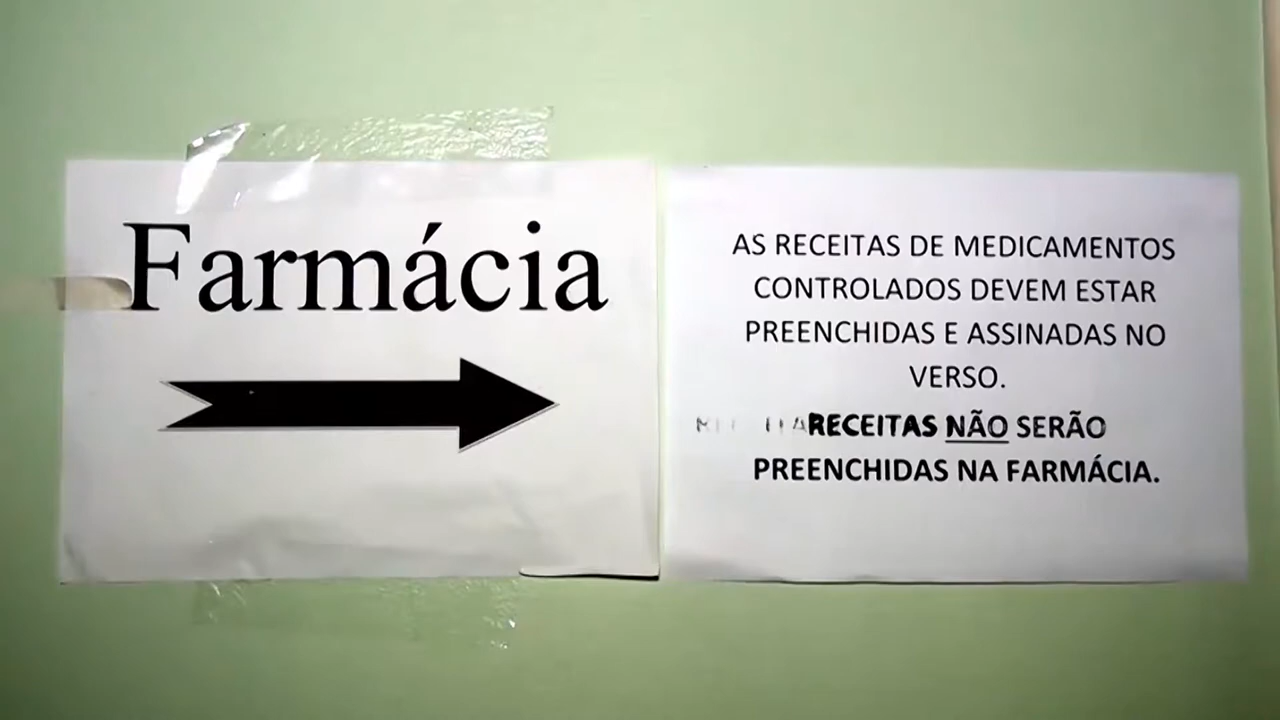 Farmácia
AS RECEITAS DE MEDICAMENTOS
CONTROLADOS DEVEM ESTAR
PREENCHIDAS E ASSINADAS NO
VERSO.
RECEITAS NÃO SERÃO
PREENCHIDAS NA FARMÁCIA.